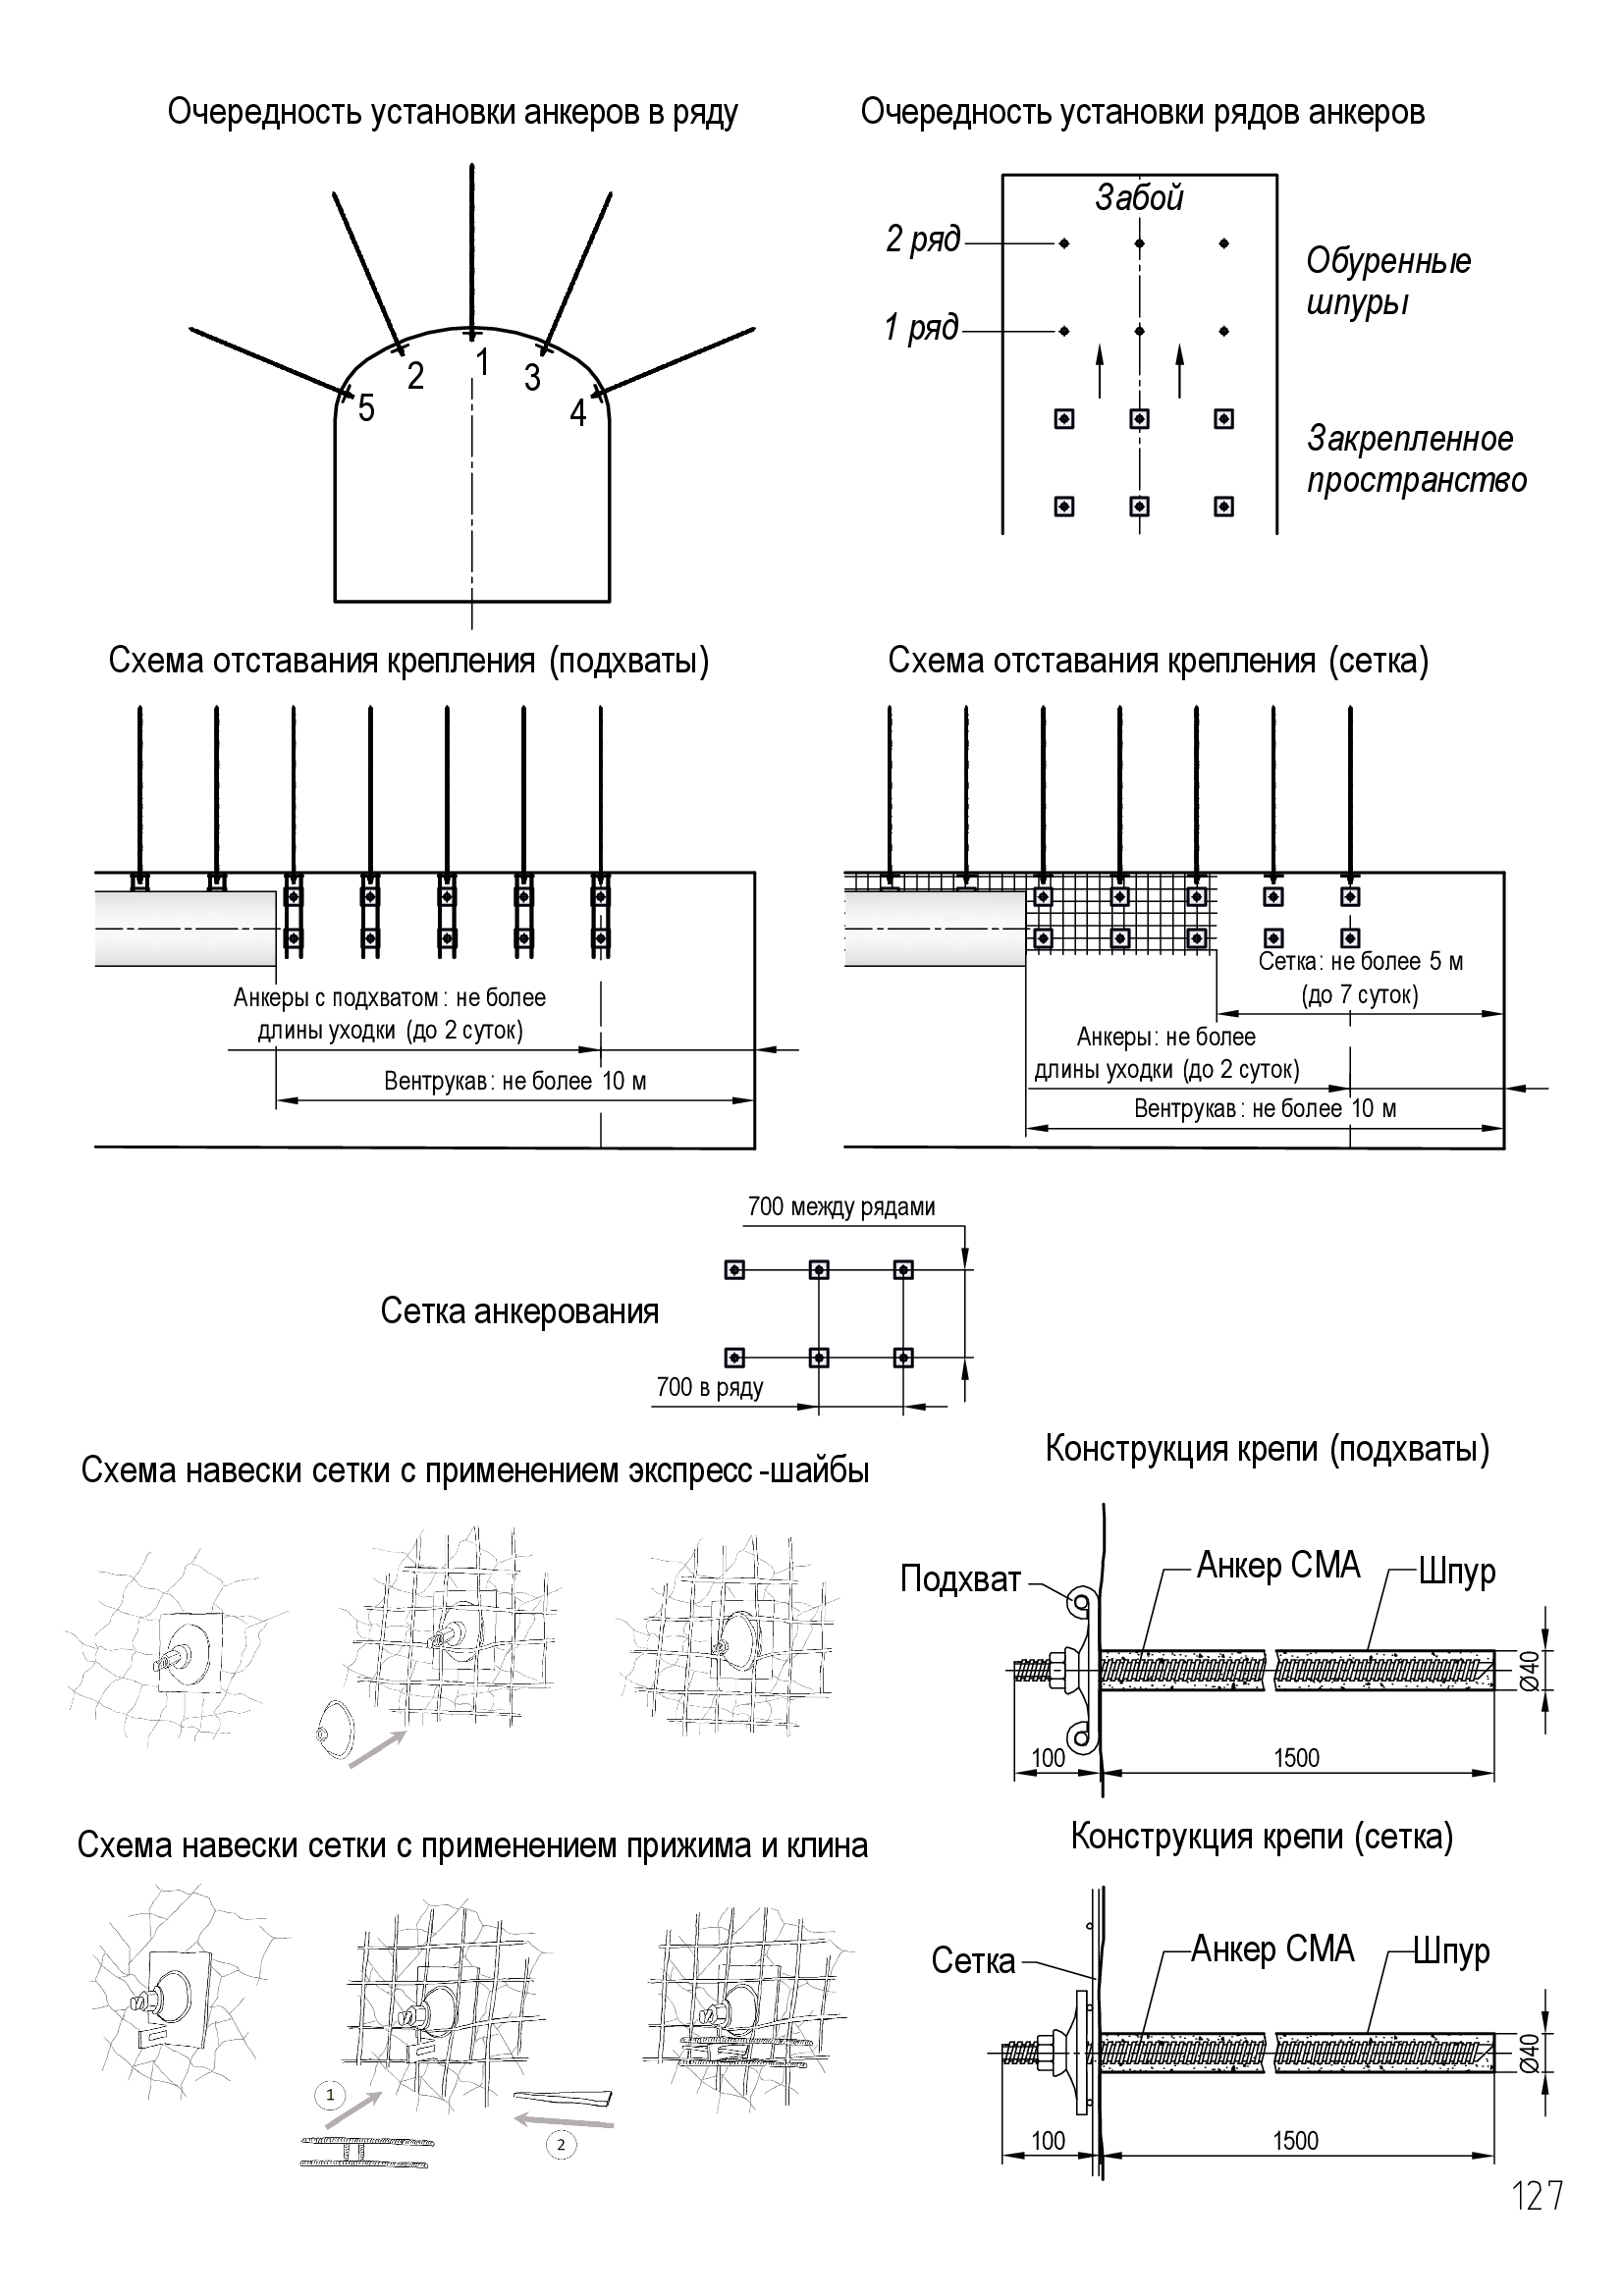 Очередность установки анкеров в ряду
1
2
3
4
5
Очередность установки рядов анкеров
Забой
2 ряд
1 ряд
Обуренные
шпуры
Закрепленное
пространство
Схема отставания крепления (подхваты)
Анкеры с подхватом: не более
длины уходки (до 2 суток)
Вентрукав: не более 10 м
Схема отставания крепления (сетка)
Сетка: не более 5 м
(до 7 суток)
Анкеры: не более
длины уходки (до 2 суток)
Вентрукав: не более 10 м
700 между рядами
Сетка анкерования
700 в ряду
Схема навески сетки с применением экспресс-шайбы
Конструкция крепи (подхваты)
Подхват
Анкер СМА
Шпур
Ø40
100
1500
Схема навески сетки с применением прижима и клина
1
2
Конструкция крепи (сетка)
Сетка
Анкер СМА
Шпур
Ø40
100
1500
127